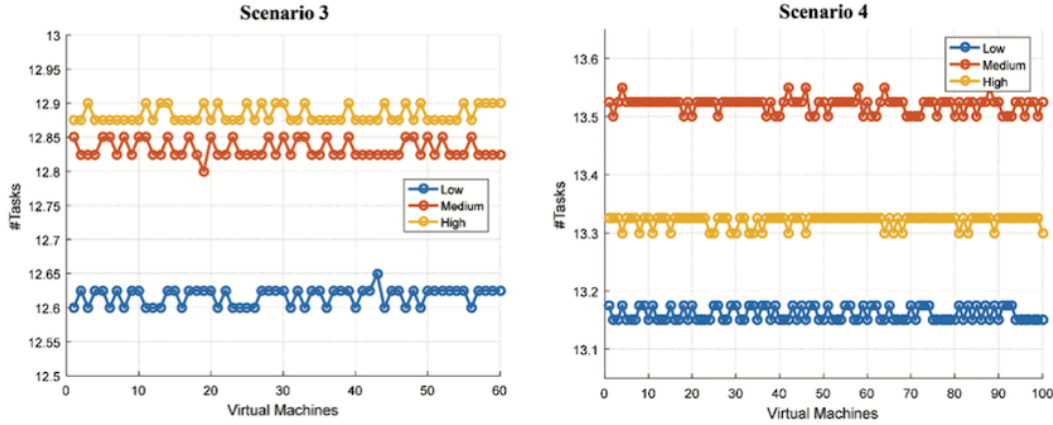 Scenario 3
13
12.95
12.9
12.85
12.8
12.75
12.7
12.65
12.6
12.55
12.5
#Tasks
Low
Medium
High
0 10 20 30 40 50 60
Virtual Machines
Scenario 4
13.6
13.5
13.4
13.3
13.2
13.1
#Tasks
Low
Medium
High
0 10 20 30 40 50 60 70 80 90 100
Virtual Machines